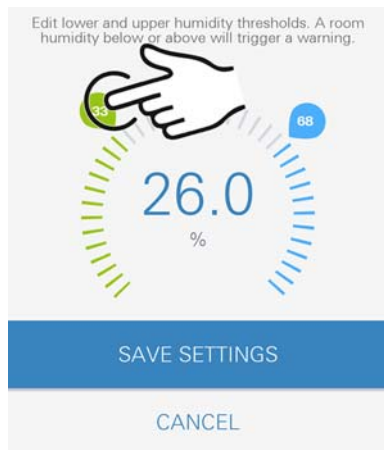 Edit lower and upper humidity thresholds. A room
humidity below or above will trigger a warning.
33
68
26.0
%
SAVE SETTINGS
CANCEL